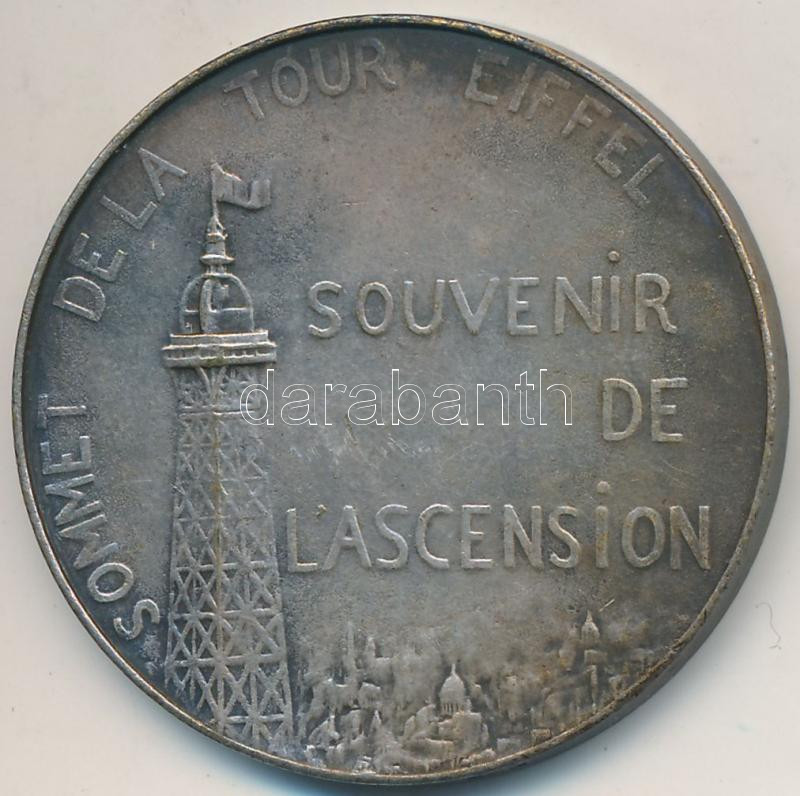 SOMMET DE LA TOUR EIFFEL
SOUVENiR
DE
L'ASCENSiON
darabanth